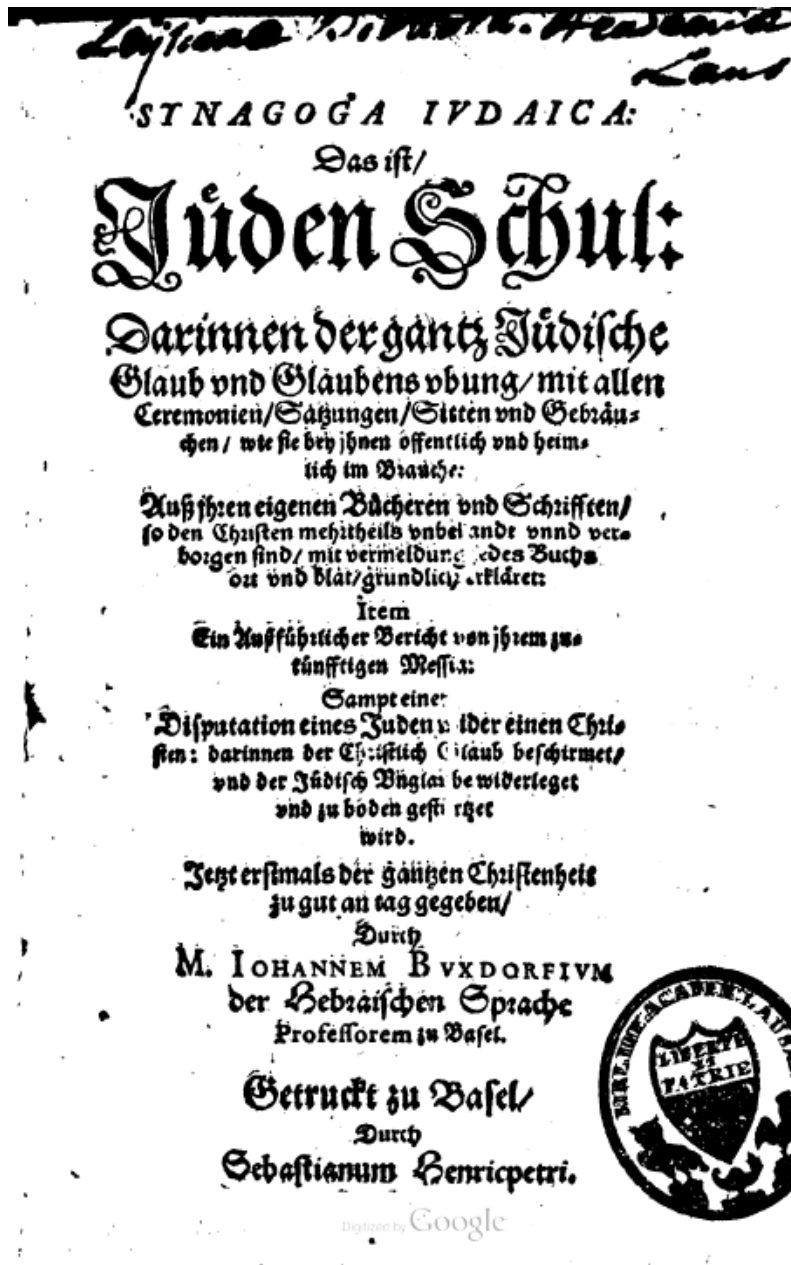 SYNAGOGA IVDAICA:
Das ist/
Jüden Schul:
Darinnen der gantz Jüdische
Glaub vnd Glaubens vbung/ mit allen
Ceremonien/ Satzungen/ Sitten vnd Gebräu-
chen/ wie sie bey jhnen öffentlich vnd heim-
lich im Brauche:
Auß jhren eigenen Bücheren vnd Schrifften/
so den Christen mehrtheils vnbekandt vnnd ver-
borgen sind/ mit vermeldung jedes Buchs
ort vnd blat/ grundlich erkläret:
Item
Ein Außführlicher Bericht von jhrem zu-
künfftigen Messia:
Sampt einer
Disputation eines Juden wider einen Chri-
sten: darinnen der Christlich Glaub beschirmet/
vnd der Jüdisch Vnglaube widerleget
vnd zu boden gestürtzet
wird.
Jetzt erstmals der gantzen Christenheit
zu gut an tag gegeben/
Durch
M. IOHANNEM BVXDORFIVM
der Hebraischen Sprache
Professorem zu Basel.
Getruckt zu Basel/
Durch
Sebastianum Henricpetri.
LIBERTE
ET
PATRIE
Digitized by Google